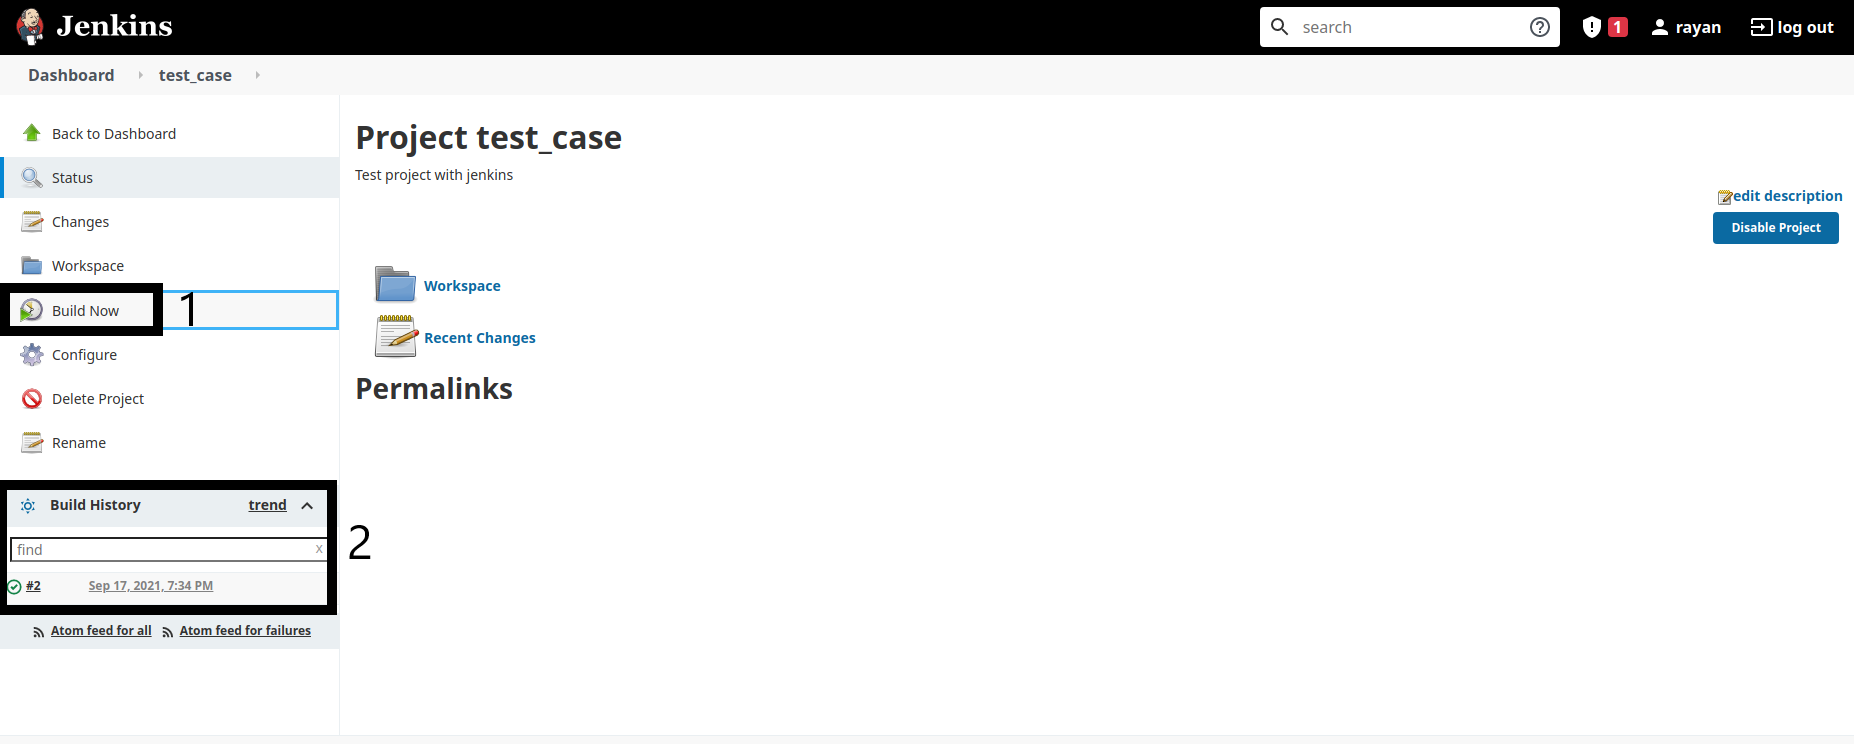 Jenkins
search
1
rayan
log out
Dashboard
test_case
Back to Dashboard
Status
Changes
Workspace
Build Now
1
Configure
Delete Project
Rename
Build History
trend
find
X
#2
Sep 17, 2021, 7:34 PM
2
Atom feed for all
Atom feed for failures
Project test_case
Test project with jenkins
edit description
Disable Project
Workspace
Recent Changes
Permalinks